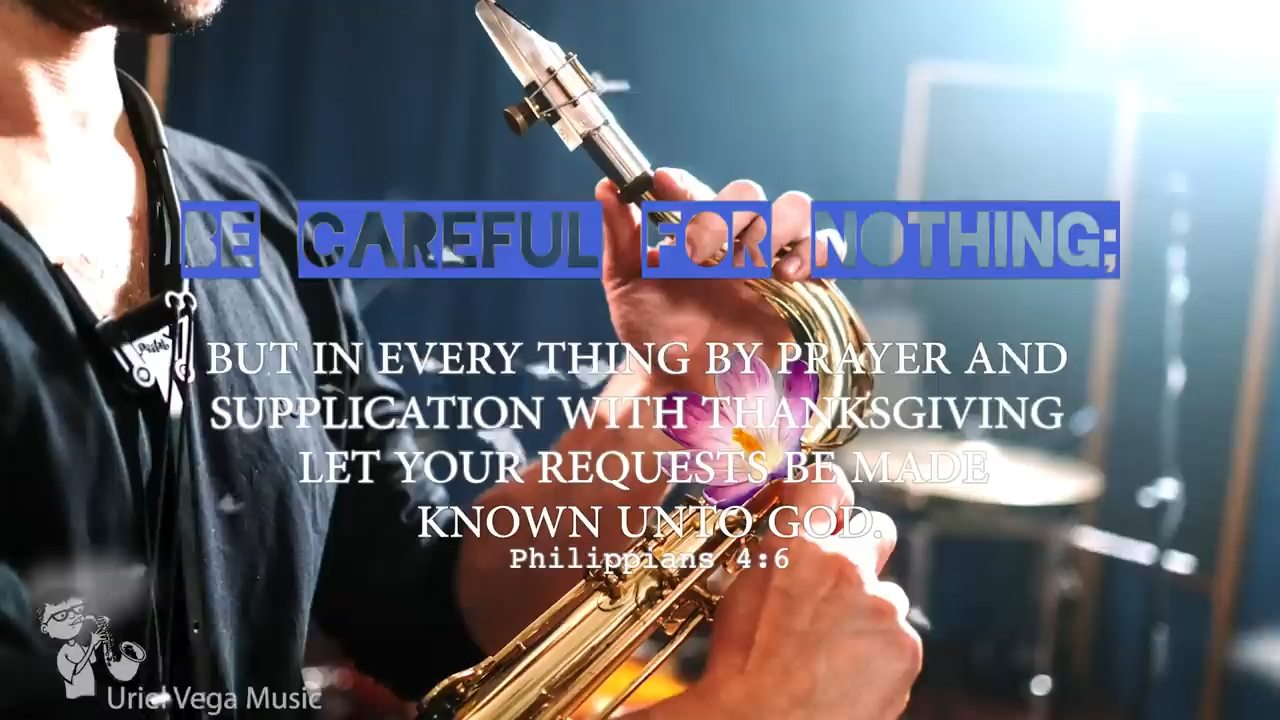 BE CAREFUL FOR NOTHING;
BUT IN EVERY THING BY PRAYER AND
SUPPLICATION WITH THANKSGIVING
LET YOUR REQUESTS BE MADE
KNOWN UNTO GOD.
Philippians 4:6
Uriel Vega Music